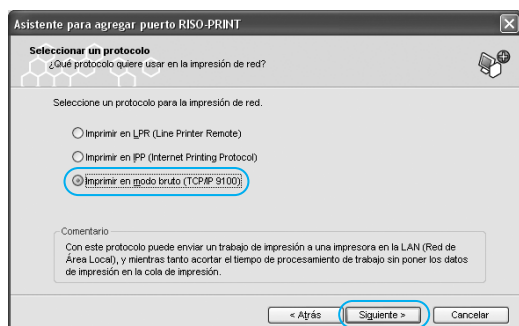 Asistente para agregar puerto RISO-PRINT
Seleccionar un protocolo
¿Qué protocolo quiere usar en la impresión de red?
Seleccione un protocolo para la impresión de red.
Imprimir en LPR (Line Printer Remote)
Imprimir en IPP (Internet Printing Protocol)
Imprimir en modo bruto (TCP/IP 9100)
Comentario
Con este protocolo puede enviar un trabajo de impresión a una impresora en la LAN (Red de
Área Local), y mientras tanto acortar el tiempo de procesamiento de trabajo sin poner los datos
de impresión en la cola de impresión.
< Atrás
Siguiente >
Cancelar